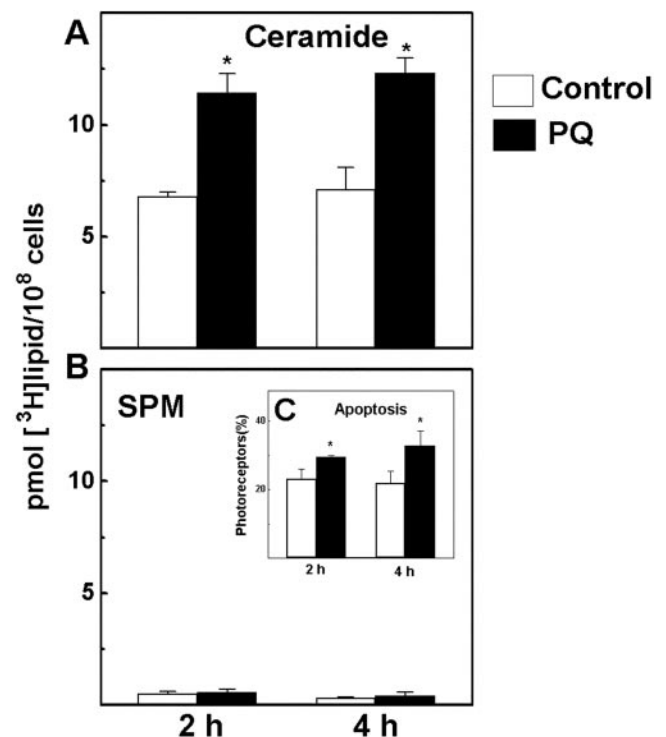 A
Ceramide
*
*
Control
PQ
10
5
pmol [³H]lipid/10⁸ cells
B
SPM
10
5
C
Apoptosis
*
*
40
20
Photoreceptors(%)
2 h
4 h
2 h
4 h